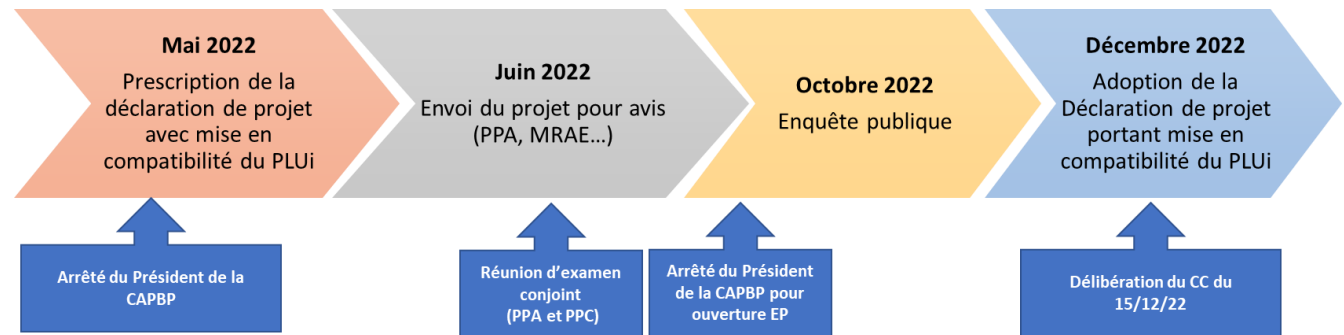 Mai 2022
Prescription de la
déclaration de projet
avec mise en
compatibilité du PLUi
Juin 2022
Envoi du projet pour avis
(PPA, MRAE…)
Octobre 2022
Enquête publique
Décembre 2022
Adoption de la
Déclaration de projet
portant mise en
compatibilité du PLUi
Arrêté du Président de la
CAPBP
Réunion d’examen
conjoint
(PPA et PPC)
Arrêté du Président
de la CAPBP pour
ouverture EP
Délibération du CC du
15/12/22